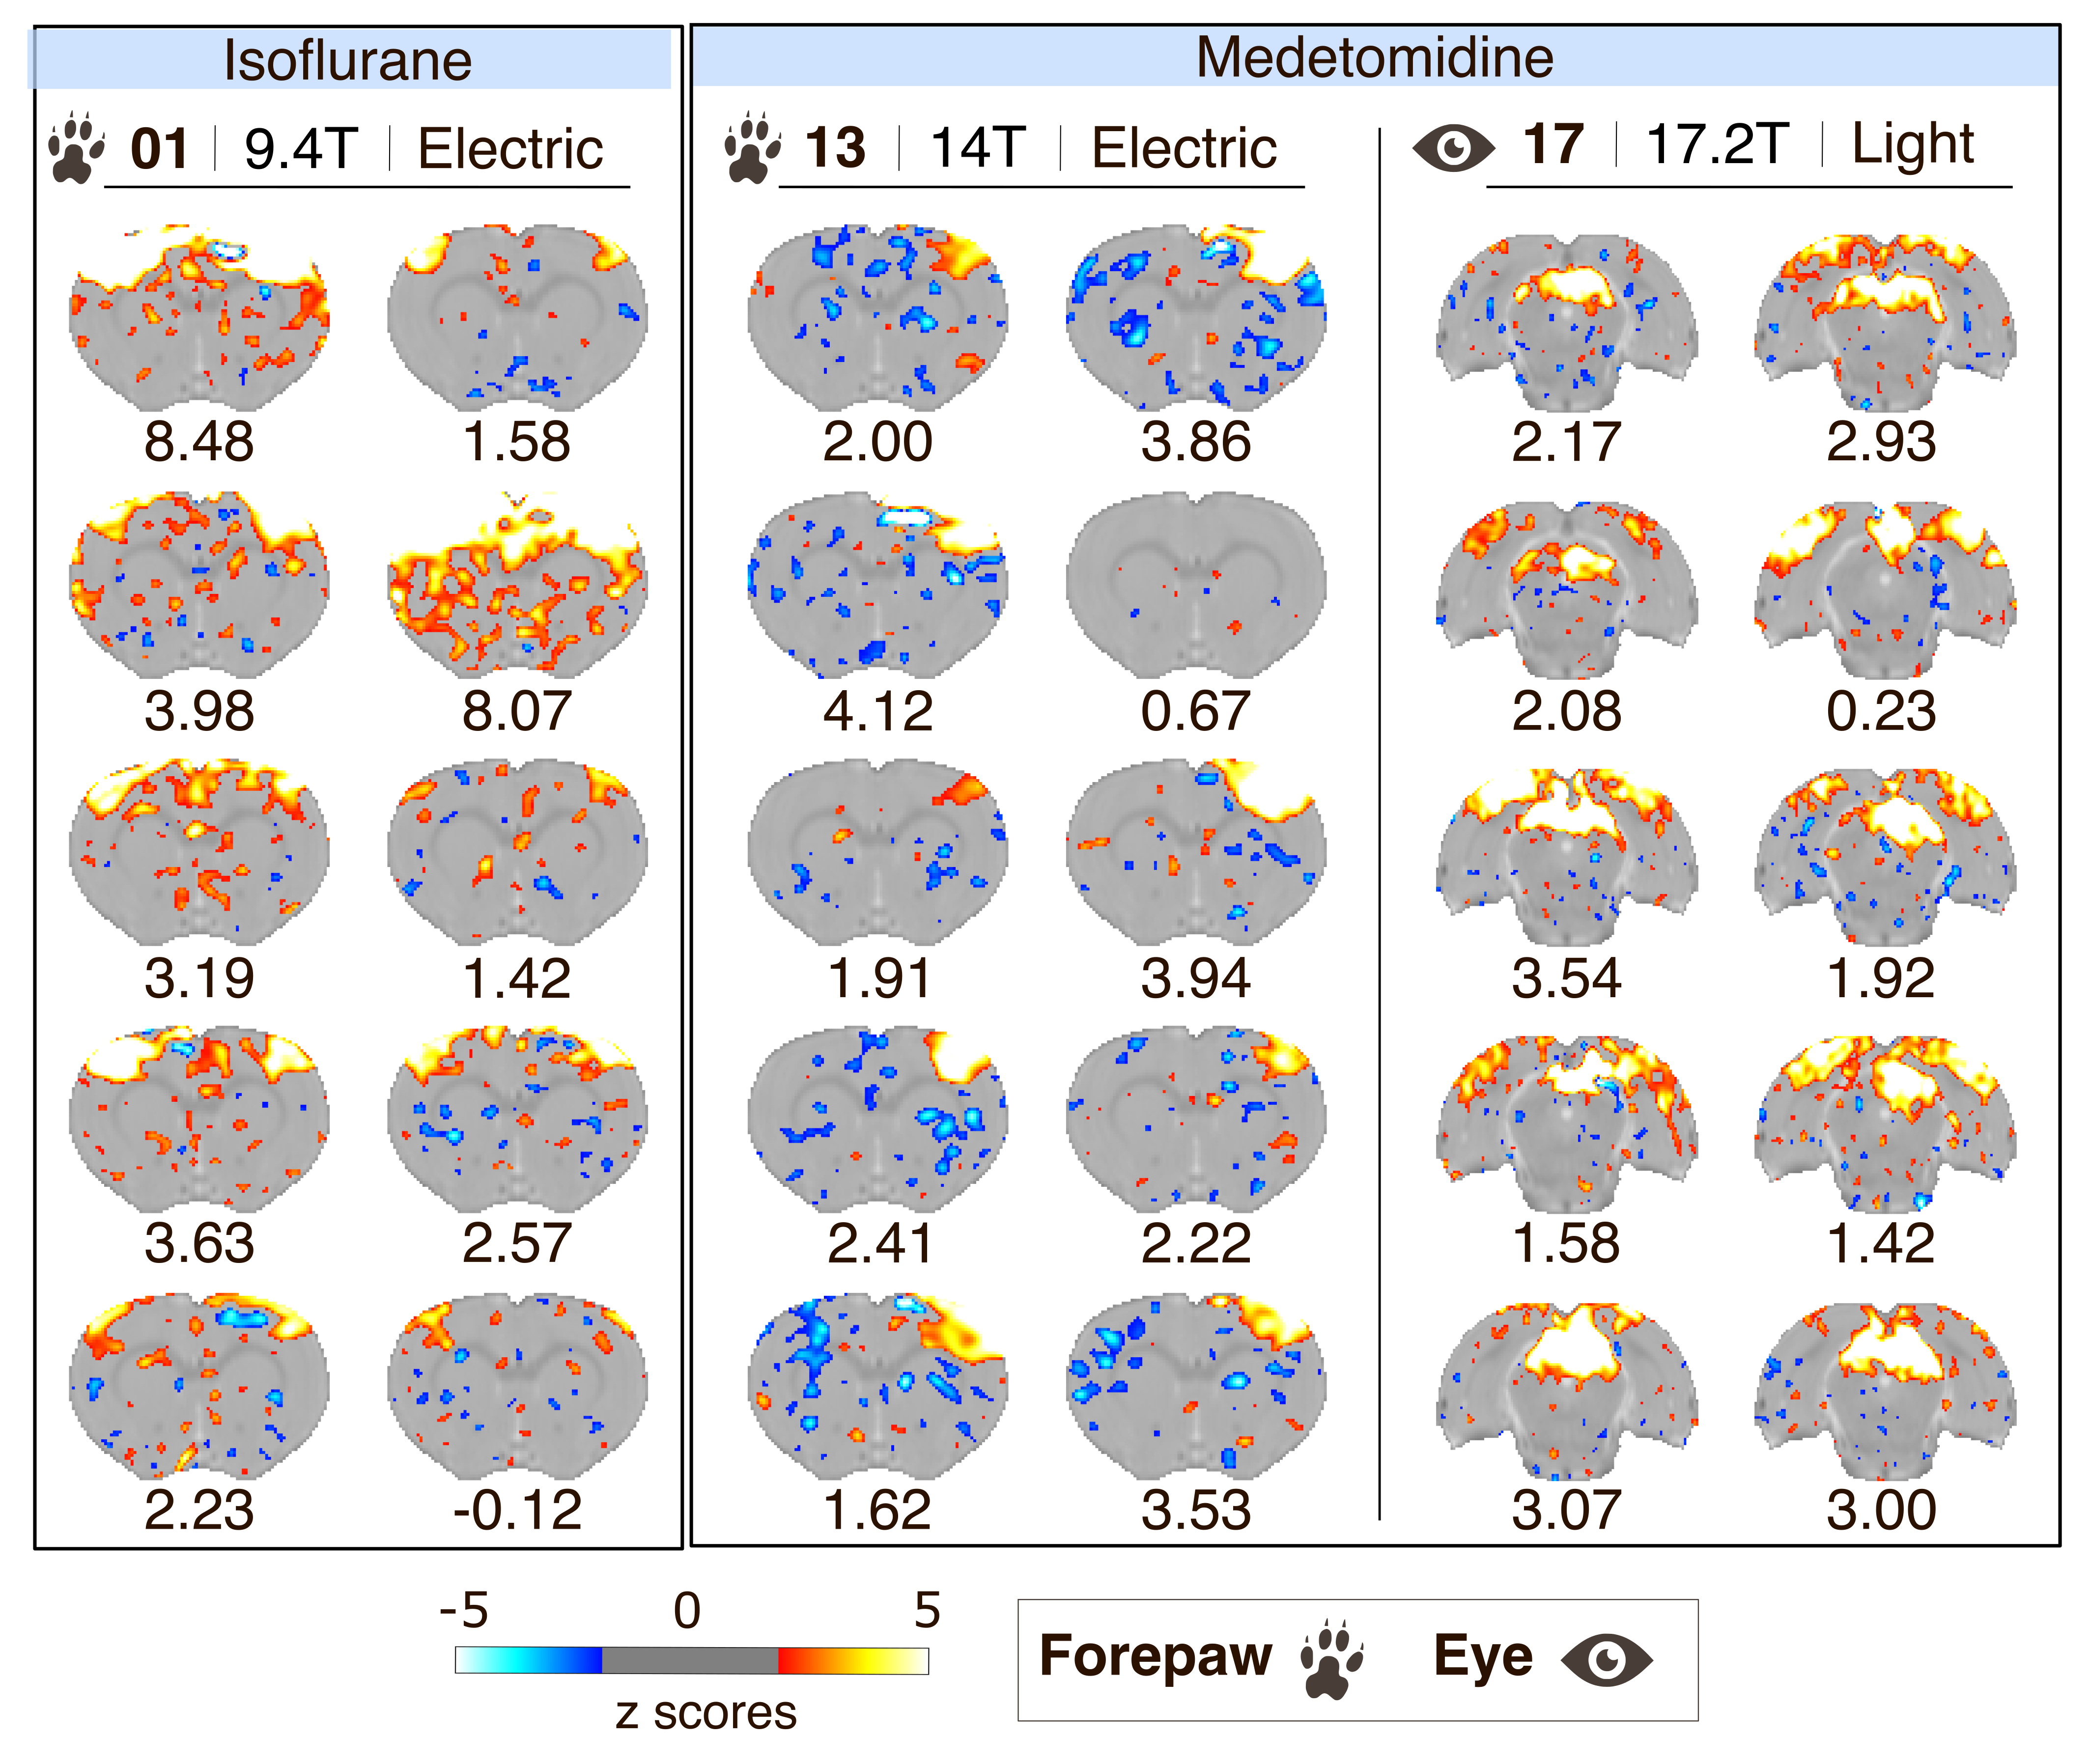 Isoflurane
Medetomidine
01 | 9.4T | Electric
13 | 14T | Electric
17 | 17.2T | Light
8.48 1.58 2.00 3.86 2.17 2.93
3.98 8.07 4.12 0.67 2.08 0.23
3.19 1.42 1.91 3.94 3.54 1.92
3.63 2.57 2.41 2.22 1.58 1.42
2.23 -0.12 1.62 3.53 3.07 3.00
-5 0 5
z scores
Forepaw Eye